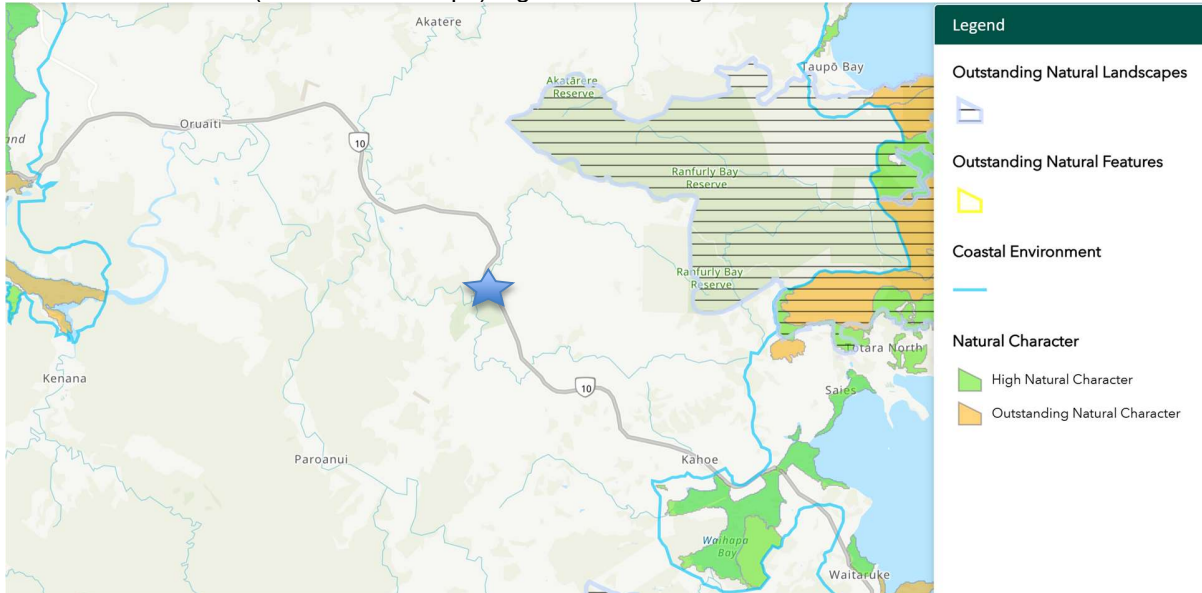 Akatere
Taupō Bay
Akatārere
Reserve
Oruaiti
10
Ranfurly Bay
Reserve
Ranfurly Bay
Reserve
Totara North
Kenana
10
Saies
Paroanui
Kahoe
Waihapa
Bay
Waitaruke
Legend
Outstanding Natural Landscapes
Outstanding Natural Features
Coastal Environment
Natural Character
High Natural Character
Outstanding Natural Character